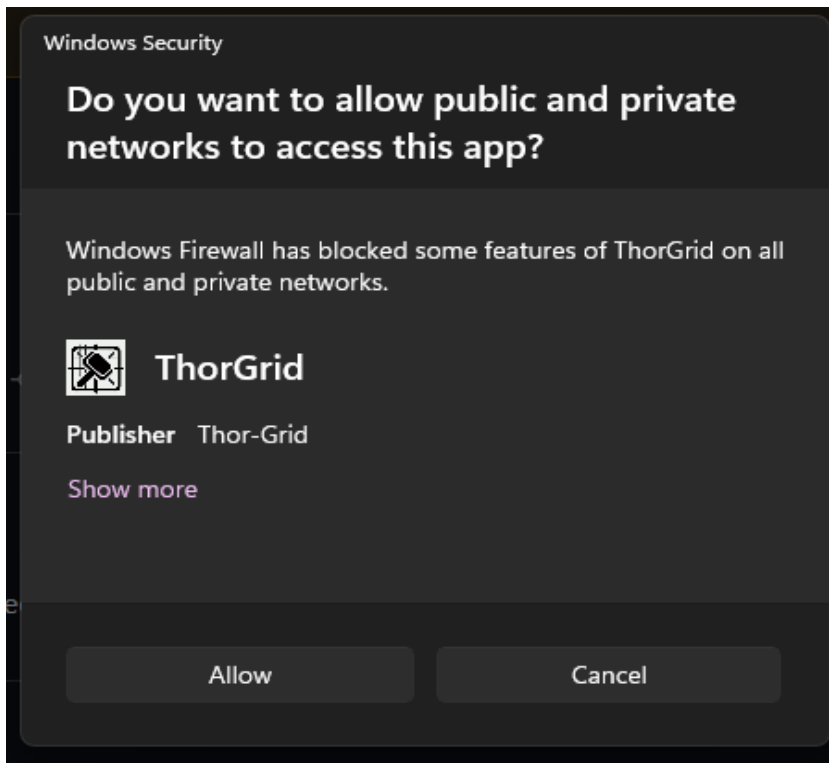 Windows Security
Do you want to allow public and private
networks to access this app?
Windows Firewall has blocked some features of ThorGrid on all
public and private networks.
ThorGrid
Publisher Thor-Grid
Show more
Allow
Cancel